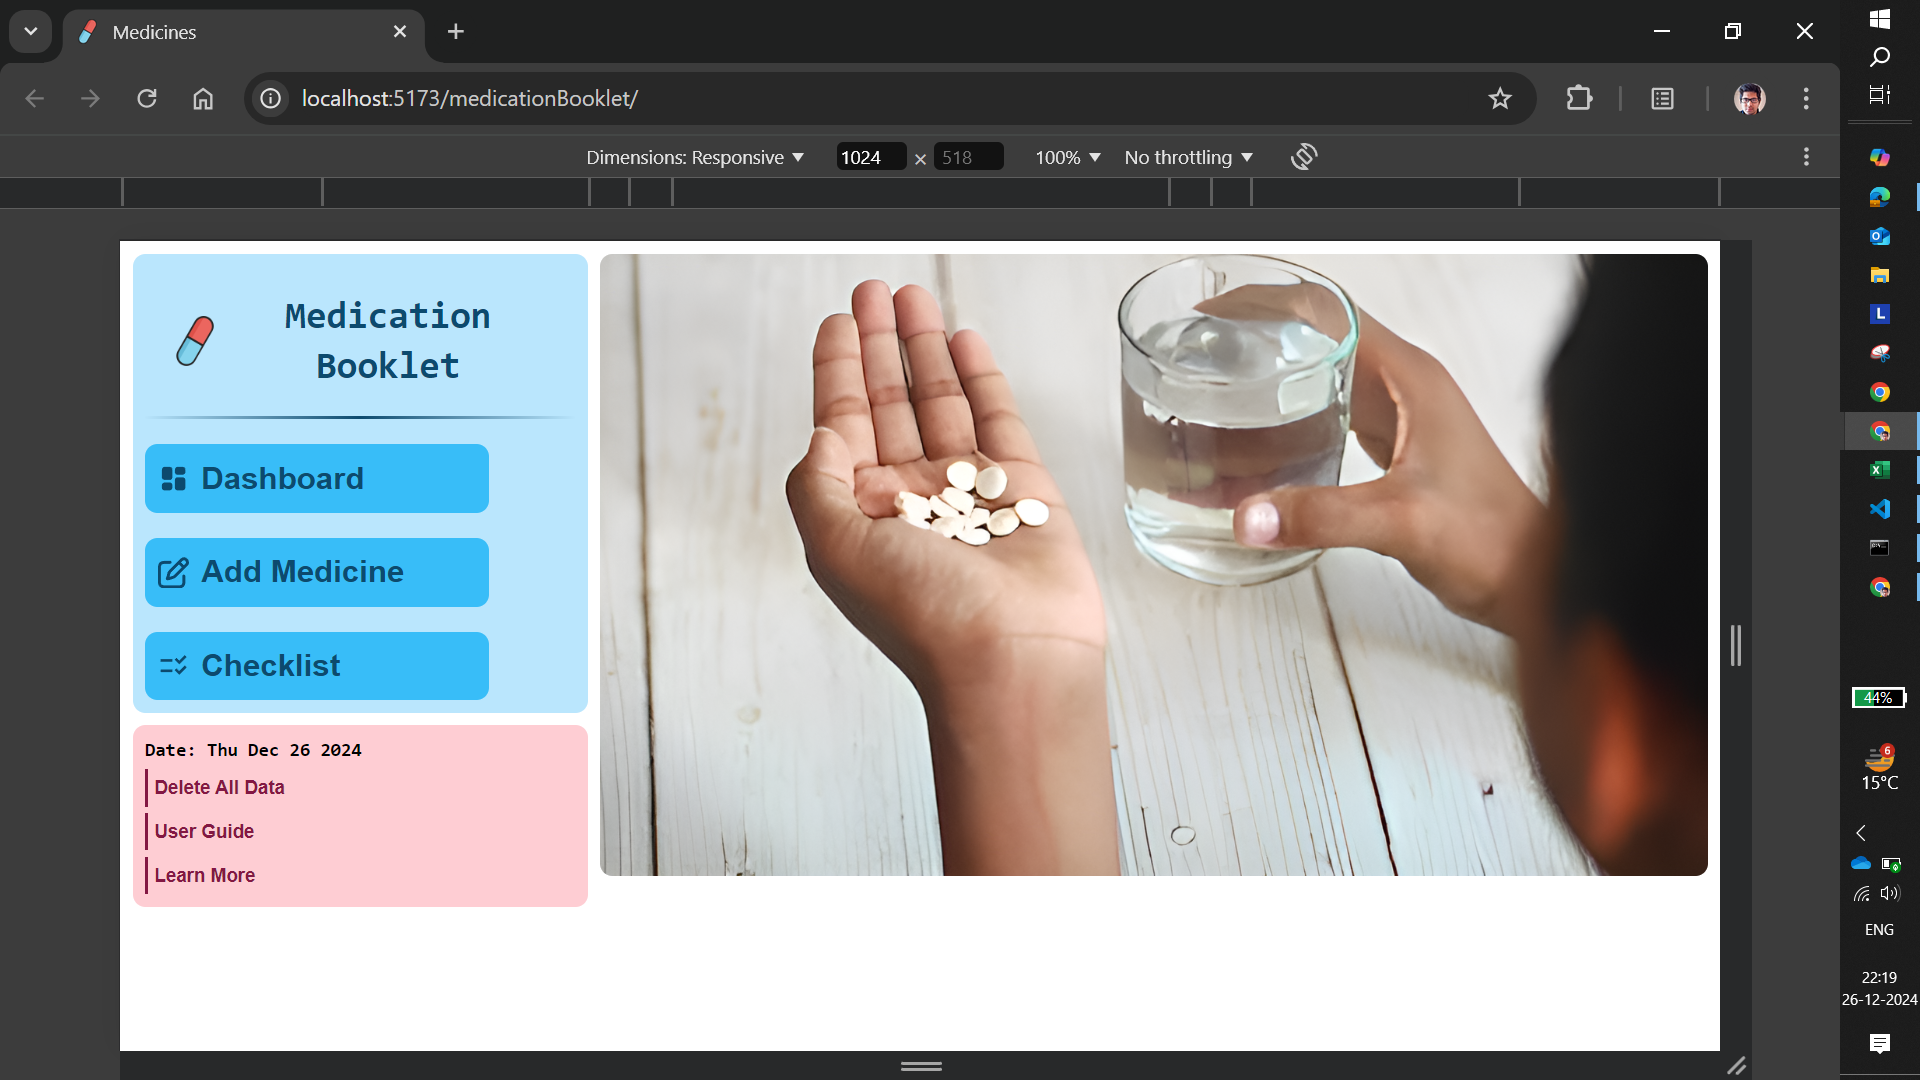 Medicines
localhost:5173/medicationBooklet/
Dimensions: Responsive 1024 × 518 100% No throttling
Medication
Booklet
Dashboard
Add Medicine
Checklist
Date: Thu Dec 26 2024
Delete All Data
User Guide
Learn More
L
44%
6
15°C
ENG
22:19
26-12-2024